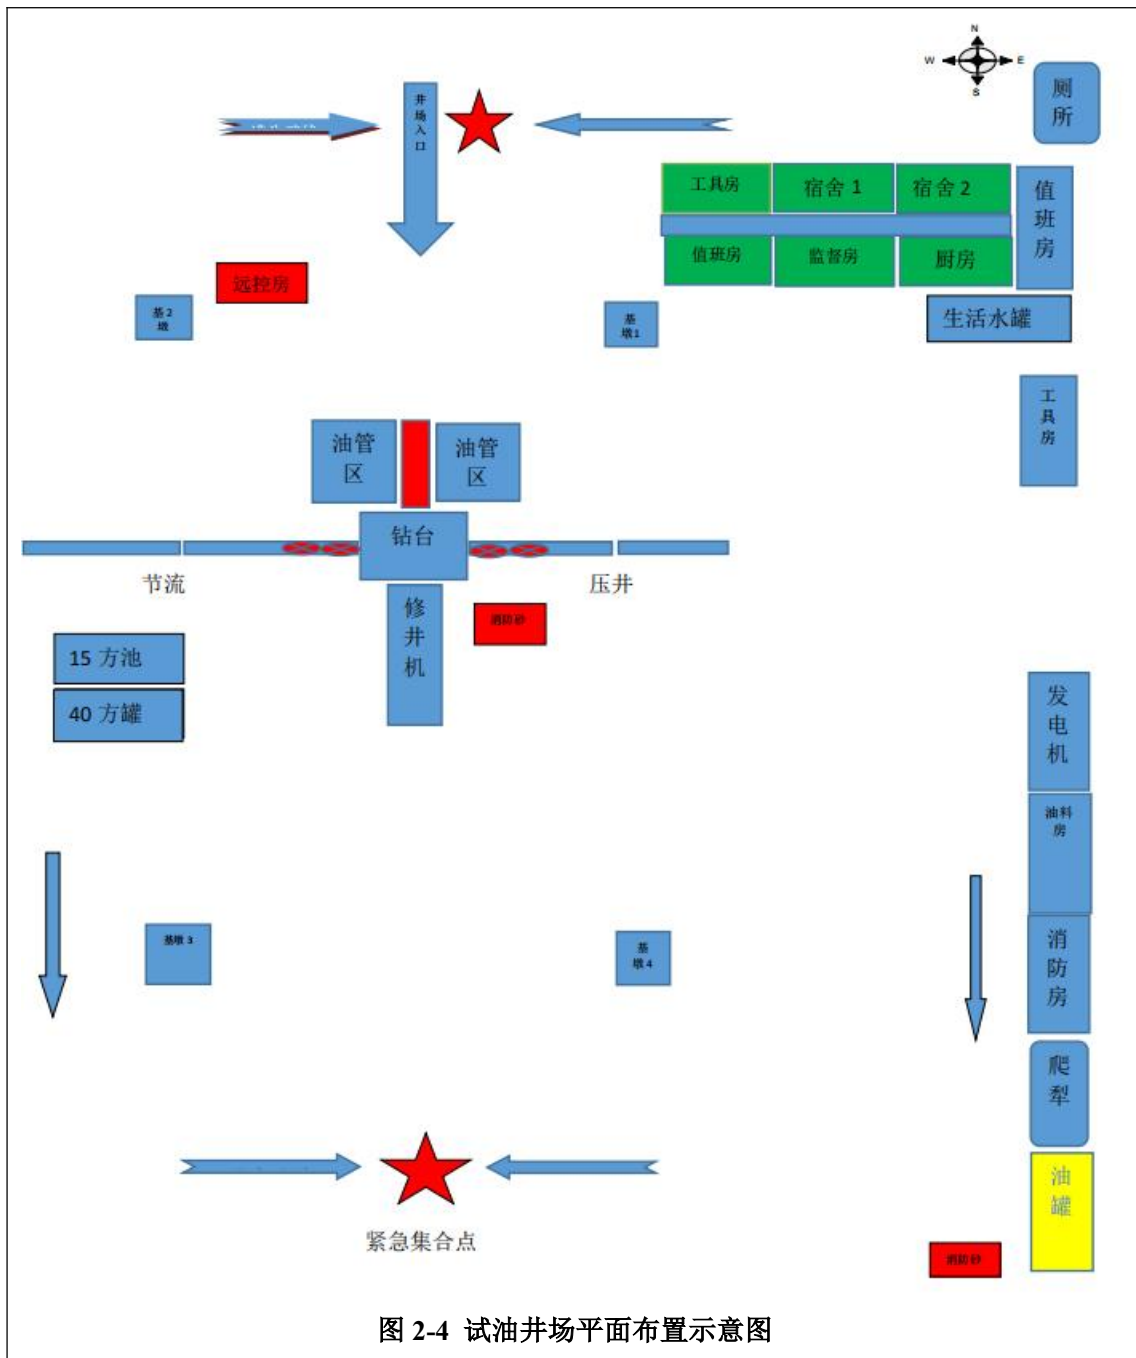 N
W
E
S
厕
所
井
场
入
口
工具房
宿舍 1
宿舍 2
值
班
房
值班房
监督房
厨房
远控房
基 2
墩
基
墩 1
生活水罐
工
具
房
油管
区
油管
区
钻台
节流
压井
修
井
机
消防砂
15 方池
40 方罐
发
电
机
油料
房
基墩 3
基
墩 4
消
防
房
爬
犁
油
罐
紧急集合点
消防砂
图 2-4 试油井场平面布置示意图